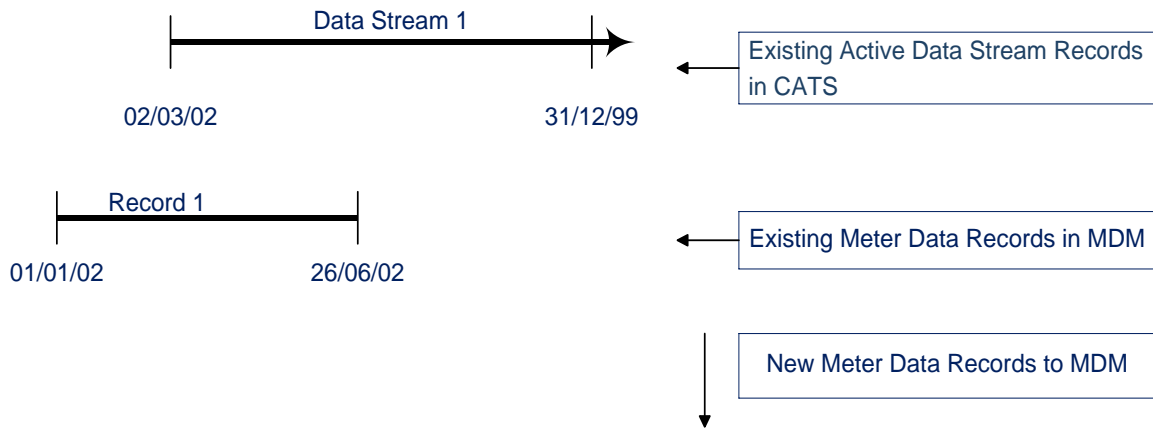 Data Stream 1
Existing Active Data Stream Records
in CATS
02/03/02 31/12/99
Record 1
Existing Meter Data Records in MDM
01/01/02 26/06/02
New Meter Data Records to MDM